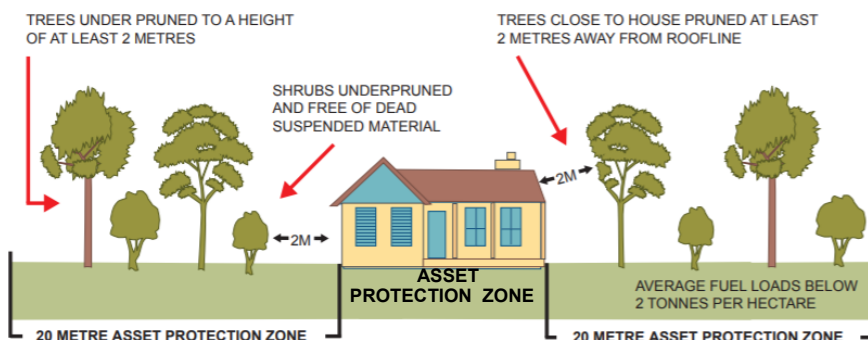 TREES UNDER PRUNED TO A HEIGHT
OF AT LEAST 2 METRES
TREES CLOSE TO HOUSE PRUNED AT LEAST
2 METRES AWAY FROM ROOFLINE
SHRUBS UNDERPRUNED
AND FREE OF DEAD
SUSPENDED MATERIAL
2M
2M
ASSET
PROTECTION ZONE
AVERAGE FUEL LOADS BELOW
2 TONNES PER HECTARE
20 METRE ASSET PROTECTION ZONE
20 METRE ASSET PROTECTION ZONE